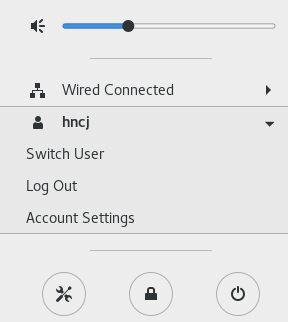 Wired Connected
hncj
Switch User
Log Out
Account Settings